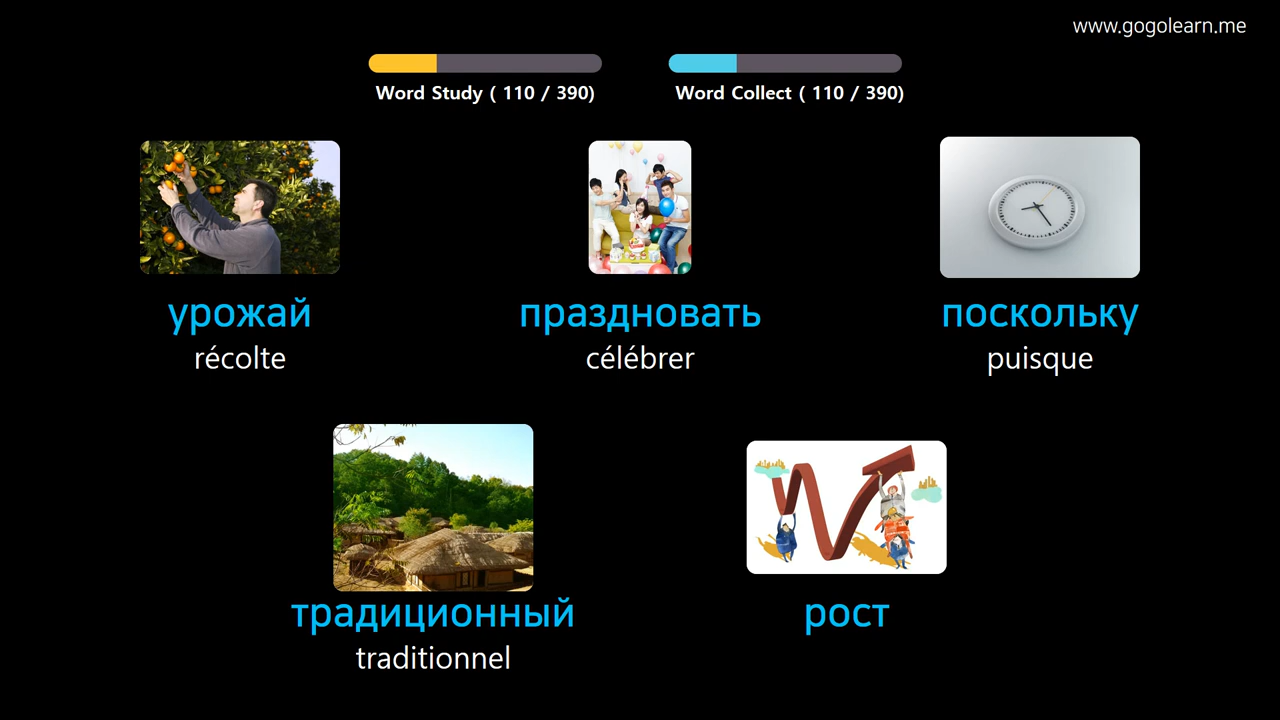 www.gogolearn.me
Word Study ( 110 / 390)
Word Collect ( 110 / 390)
урожай
récolte
праздновать
célébrer
поскольку
puisque
традиционный
traditionnel
рост